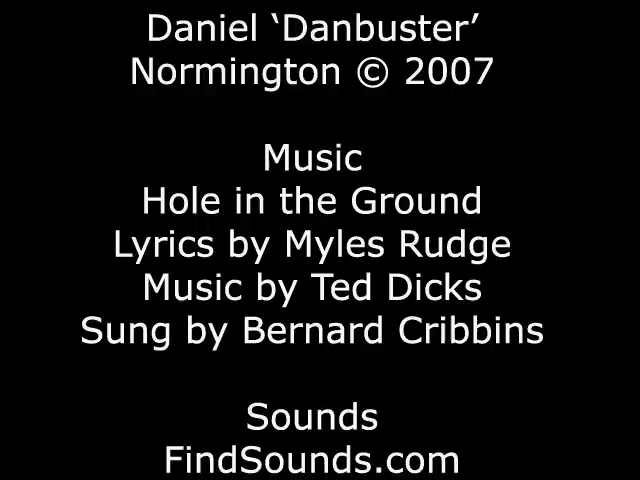 Daniel ‘Danbuster’
Normington © 2007
Music
Hole in the Ground
Lyrics by Myles Rudge
Music by Ted Dicks
Sung by Bernard Cribbins
Sounds
FindSounds.com